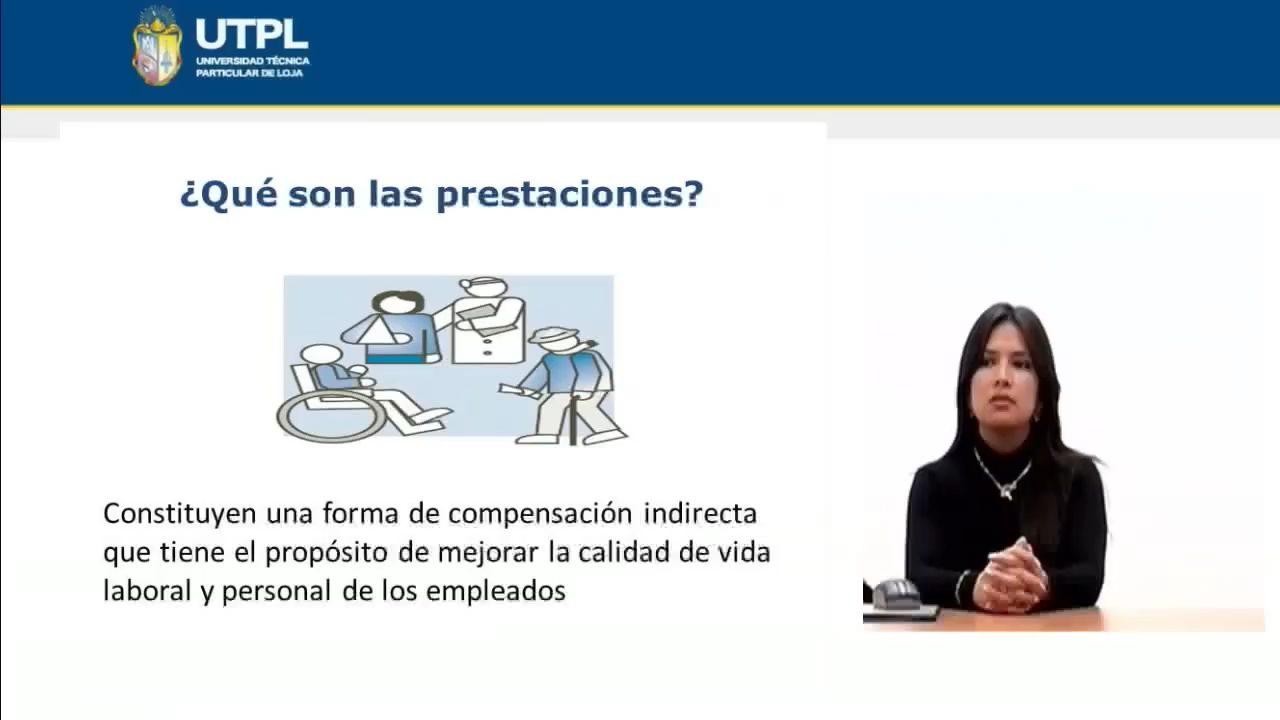 UTPL
UNIVERSIDAD TÉCNICA
PARTICULAR DE LOJA
¿Qué son las prestaciones?
Constituyen una forma de compensación indirecta
que tiene el propósito de mejorar la calidad de vida
laboral y personal de los empleados